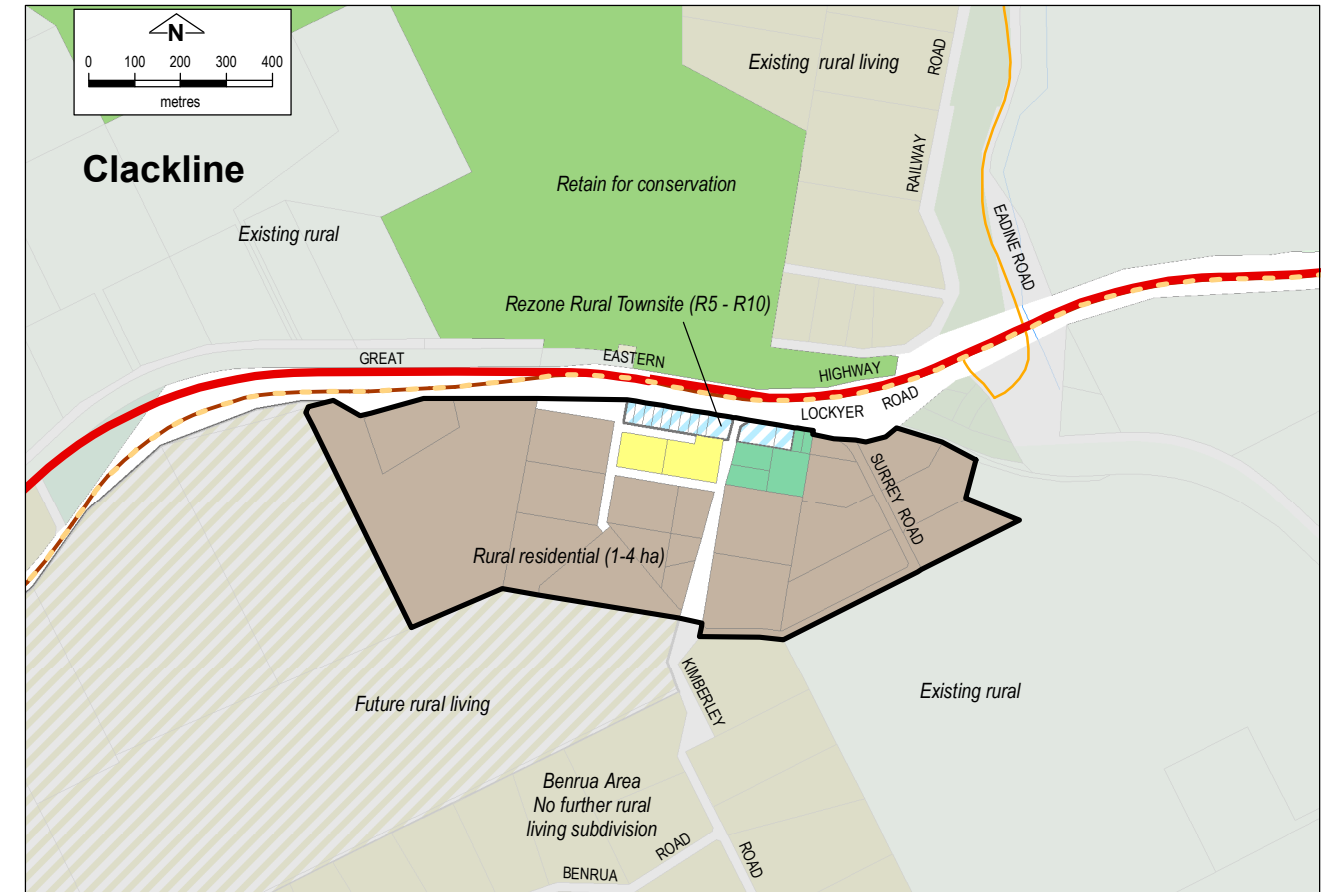 N
0 100 200 300 400
metres
Clackline
Existing rural living
ROAD
RAILWAY
Retain for conservation
Existing rural
EADINE ROAD
Rezone Rural Townsite (R5 - R10)
GREAT EASTERN HIGHWAY
LOCKYER ROAD
SURREY ROAD
Rural residential (1-4 ha)
KIMBERLEY
Future rural living
Existing rural
Benrua Area
No further rural
living subdivision
ROAD
ROAD
BENRUA